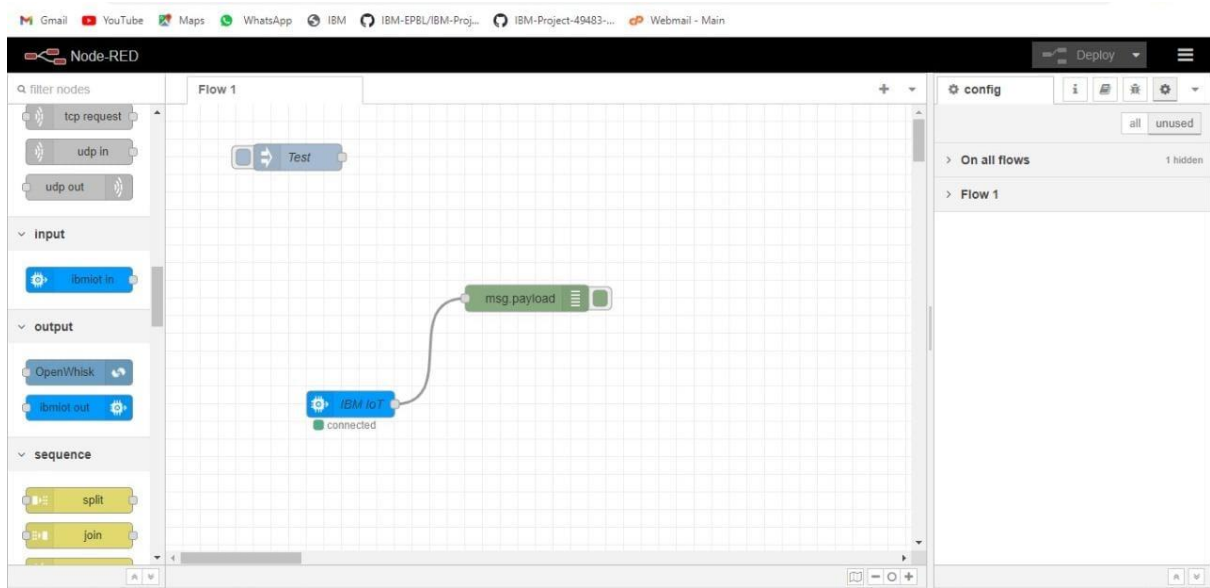 Gmail YouTube Maps WhatsApp IBM IBM-EPBL/IBM-Proj... IBM-Project-49483-... Webmail - Main
Node-RED
Deploy
filter nodes
Flow 1
config
i
all unused
tcp request
udp in
udp out
input
ibmiot in
output
OpenWhisk
ibmiot out
sequence
split
join
Test
msg.payload
IBM IoT
connected
On all flows
1 hidden
Flow 1